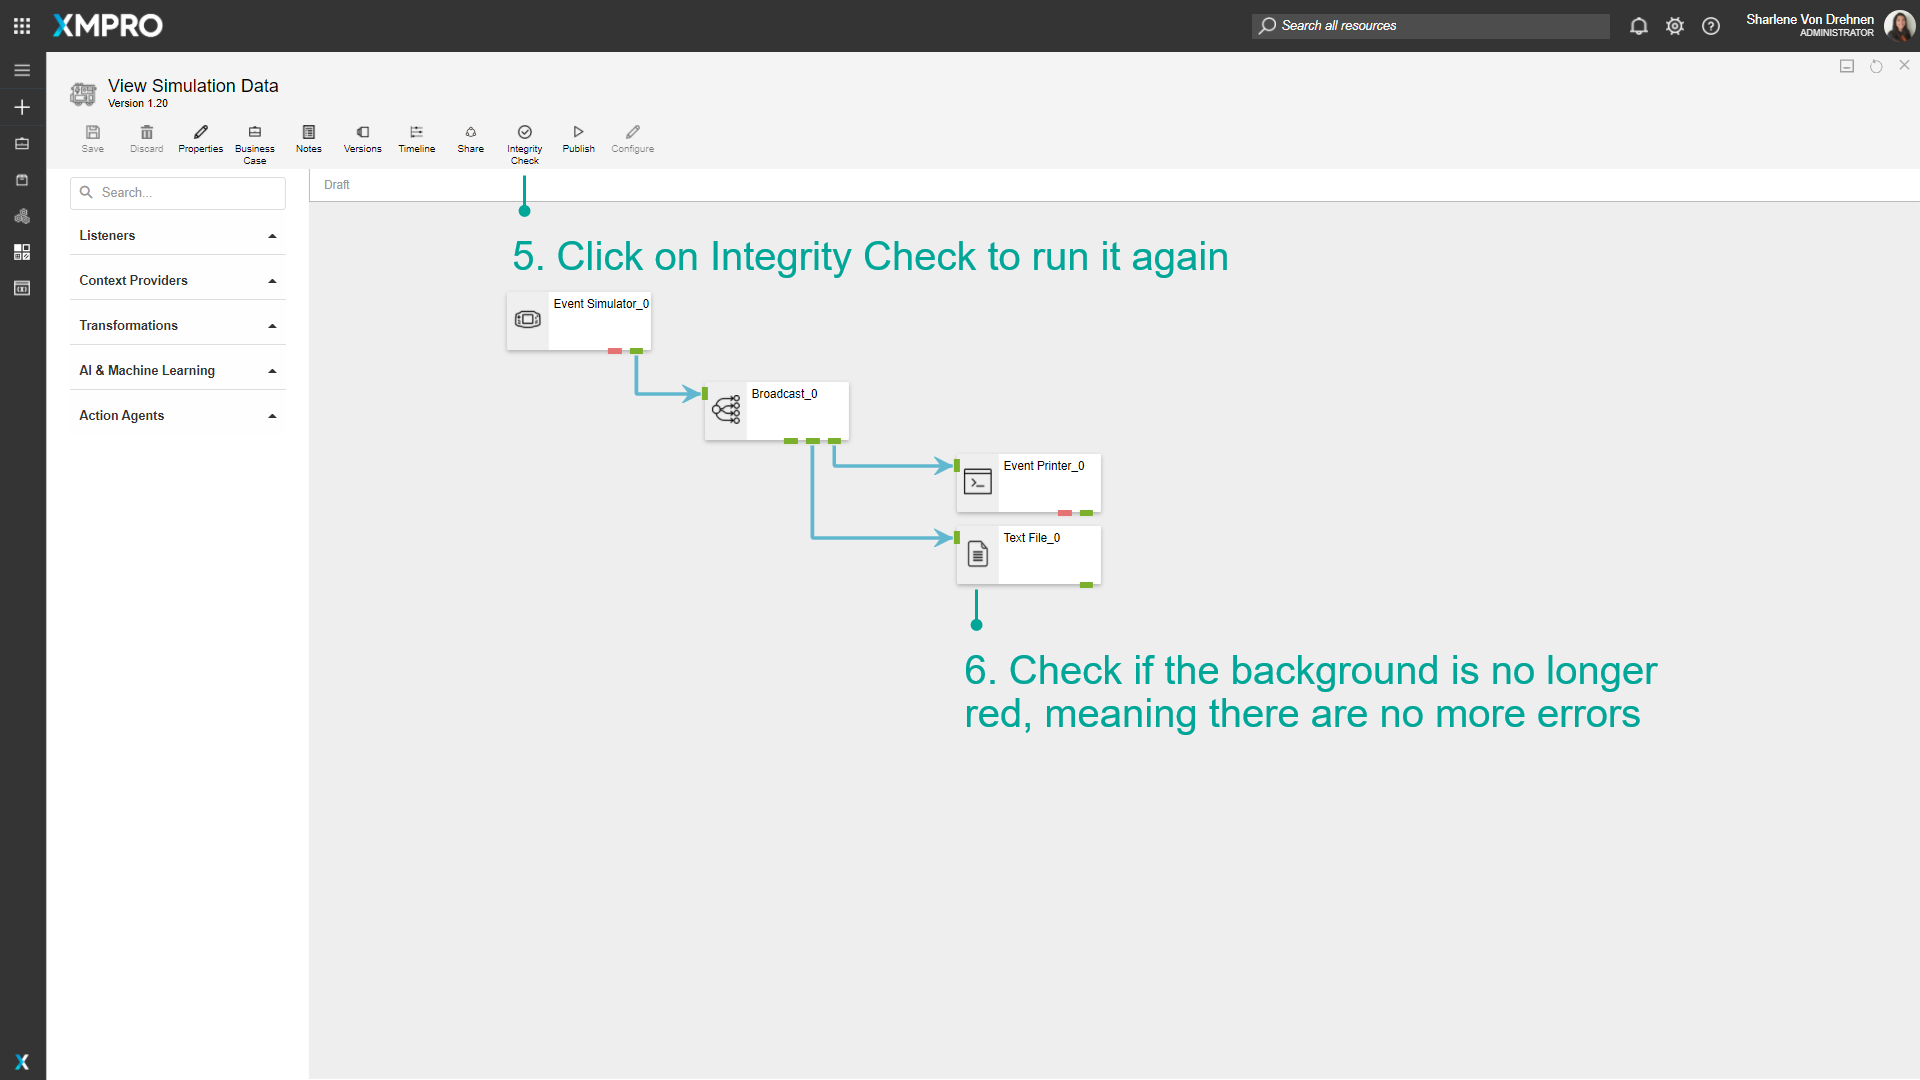 XMPRO
Search all resources
Sharlene Von Drehnen
ADMINISTRATOR
View Simulation Data
Version 1.20
Save
Discard
Properties
Business
Case
Notes
Versions
Timeline
Share
Integrity
Check
Publish
Configure
Search...
Draft
Listeners
Context Providers
Transformations
AI & Machine Learning
Action Agents
5. Click on Integrity Check to run it again
Event Simulator_0
Broadcast_0
Event Printer_0
Text File_0
6. Check if the background is no longer
red, meaning there are no more errors